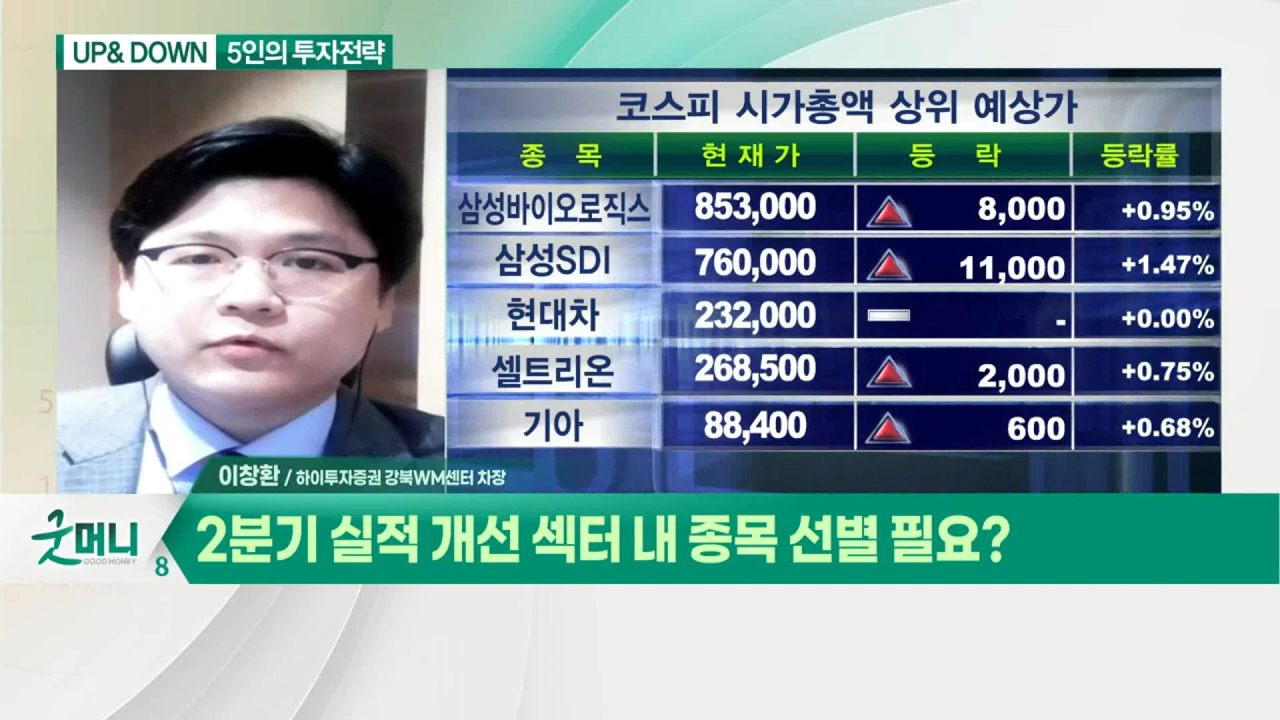 UP& DOWN 5인의 투자전략
코스피 시가총액 상위 예상가
종 목 현 재 가 등 락 등락률
삼성바이오로직스 853,000 ▲ 8,000 +0.95%
삼성SDI 760,000 ▲ 11,000 +1.47%
현대차 232,000 - +0.00%
셀트리온 268,500 ▲ 2,000 +0.75%
기아 88,400 ▲ 600 +0.68%
이창환 / 하이투자증권 강북WM센터 차장
굿머니
GOOD MONEY
8
2분기 실적 개선 섹터 내 종목 선별 필요?
5
1